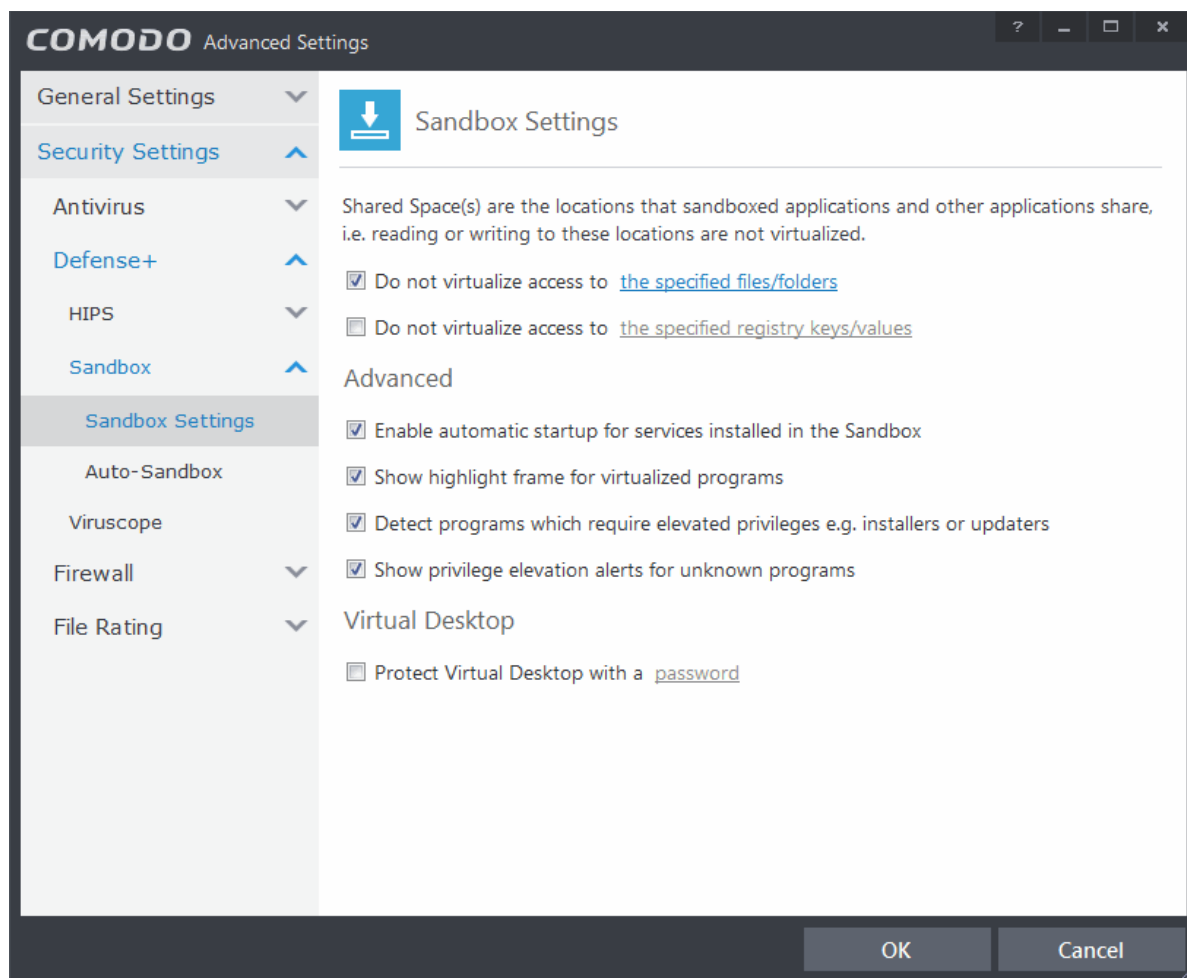 COMODO Advanced Settings
?
General Settings
Security Settings
Antivirus
Defense+
HIPS
Sandbox
Sandbox Settings
Auto-Sandbox
Viruscope
Firewall
File Rating
Sandbox Settings
Shared Space(s) are the locations that sandboxed applications and other applications share,
i.e. reading or writing to these locations are not virtualized.
Do not virtualize access to the specified files/folders
Do not virtualize access to the specified registry keys/values
Advanced
Enable automatic startup for services installed in the Sandbox
Show highlight frame for virtualized programs
Detect programs which require elevated privileges e.g. installers or updaters
Show privilege elevation alerts for unknown programs
Virtual Desktop
Protect Virtual Desktop with a password
OK
Cancel